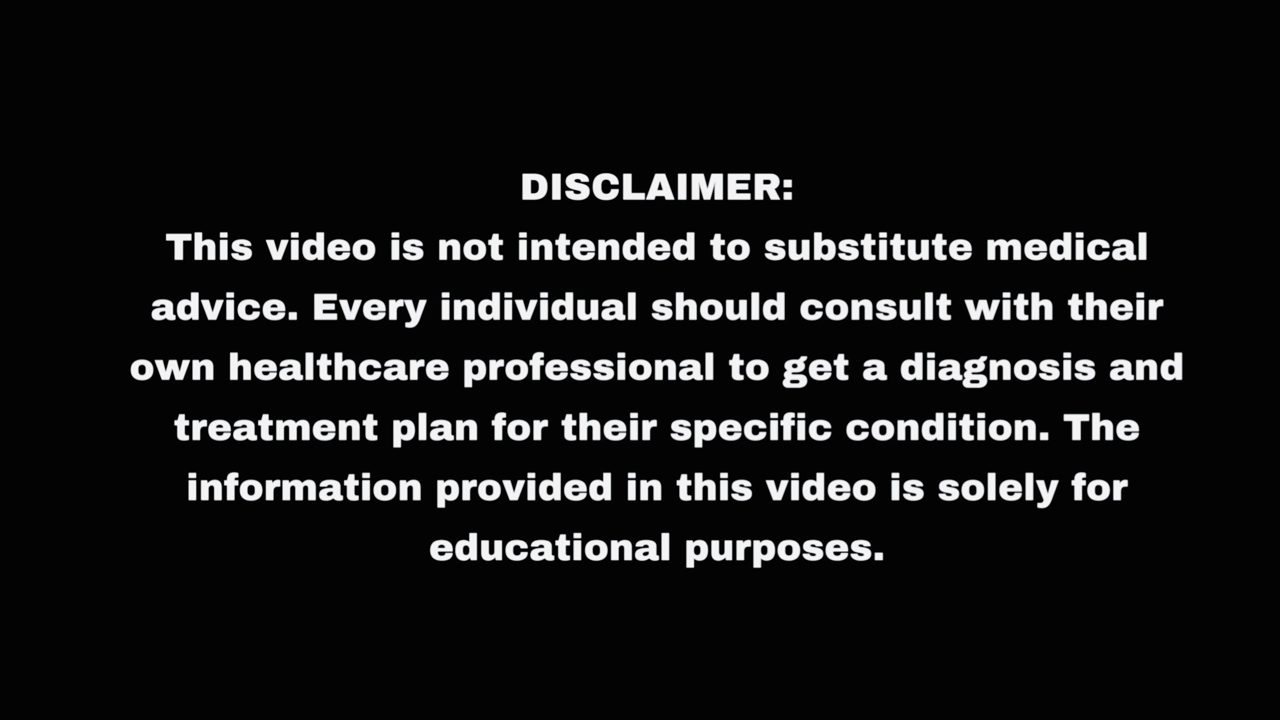 DISCLAIMER:
This video is not intended to substitute medical
advice. Every individual should consult with their
own healthcare professional to get a diagnosis and
treatment plan for their specific condition. The
information provided in this video is solely for
educational purposes.